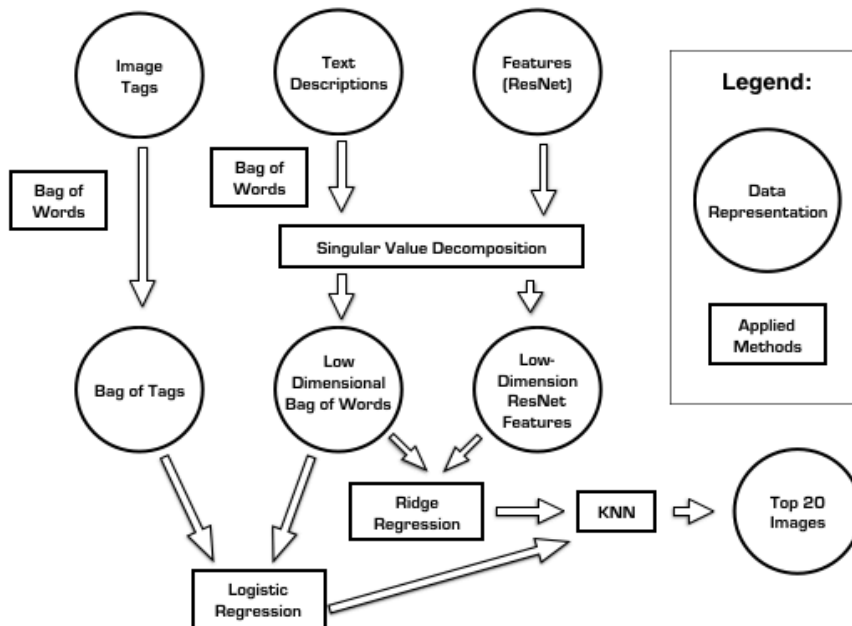 Image
Tags
Text
Descriptions
Features
(ResNet)
Legend:
Bag of
Words
Bag of
Words
Data
Representation
Singular Value Decomposition
Applied
Methods
Bag of Tags
Low
Dimensional
Bag of Words
Low-
Dimension
ResNet
Features
Ridge
Regression
KNN
Top 20
Images
Logistic
Regression